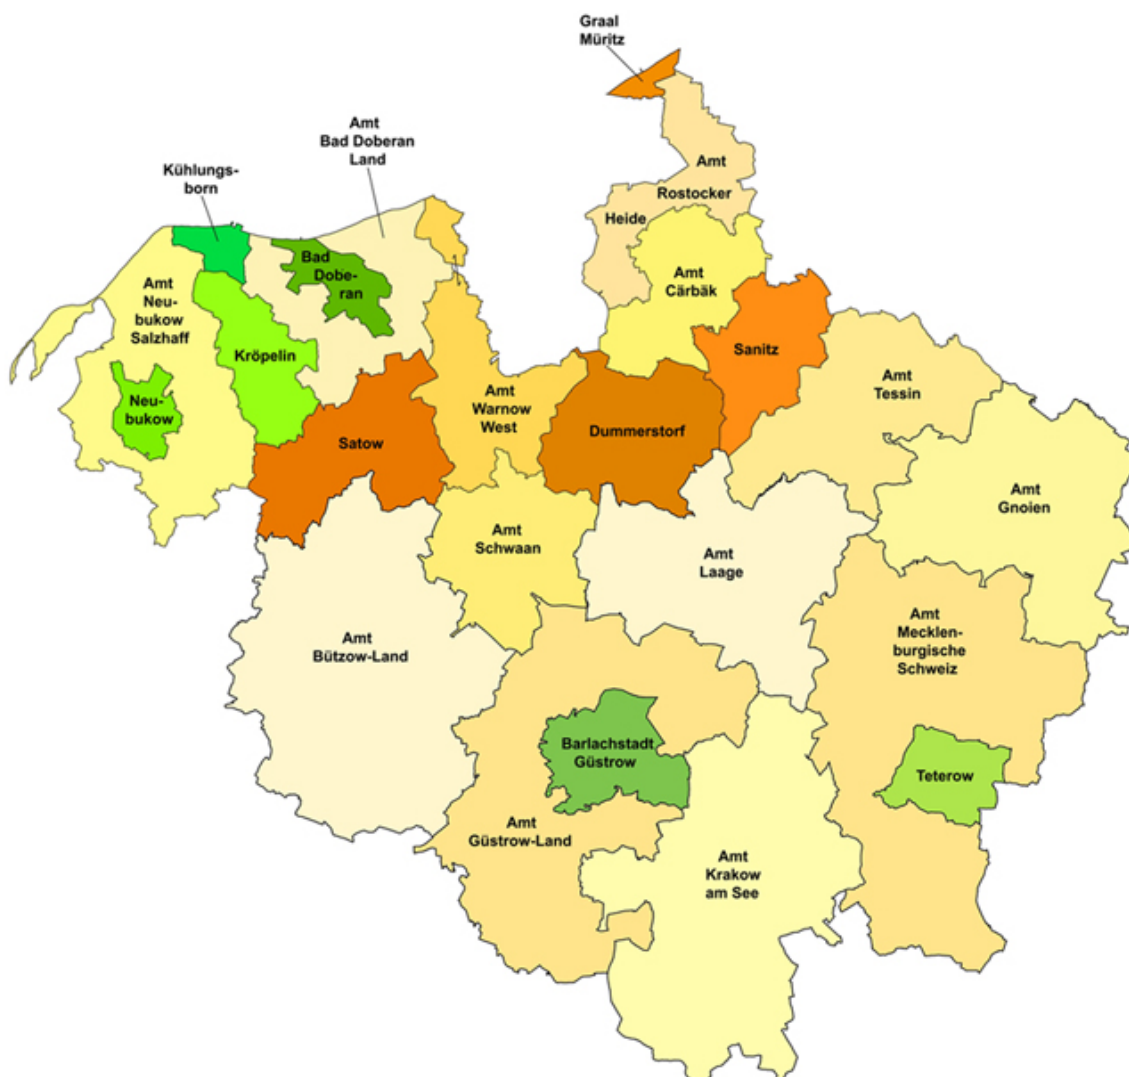 Graal
Müritz
Amt
Bad Doberan
Land
Kühlungs-
born
Amt
Rostocker
Heide
Bad
Dobe-
ran
Amt
Neu-
bukow
Salzhaff
Amt
Cärbäk
Kröpelin
Sanitz
Neu-
bukow
Amt
Tessin
Amt
Warnow
West
Satow
Dummerstorf
Amt
Gnoien
Amt
Schwaan
Amt
Laage
Amt
Bützow-Land
Amt
Mecklen-
burgische
Schweiz
Barlachstadt
Güstrow
Teterow
Amt
Güstrow-Land
Amt
Krakow
am See